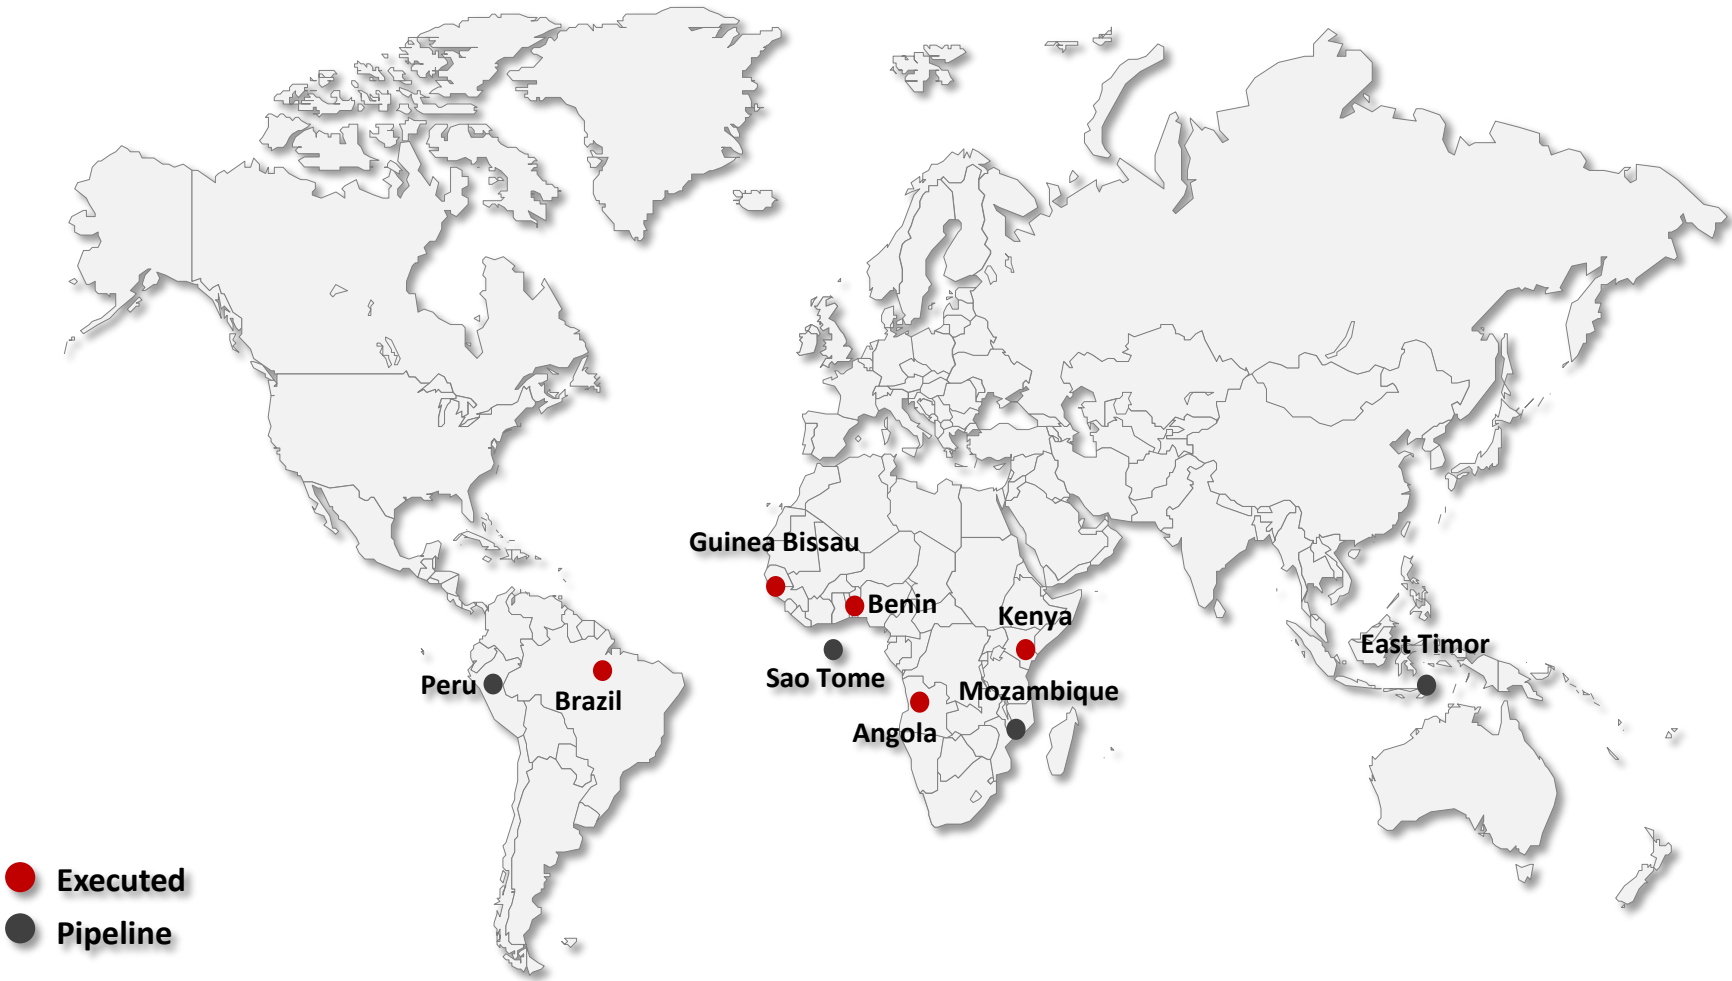 Guinea Bissau
Benin
Kenya
East Timor
Sao Tome
Peru
Mozambique
Brazil
Angola
Executed
Pipeline